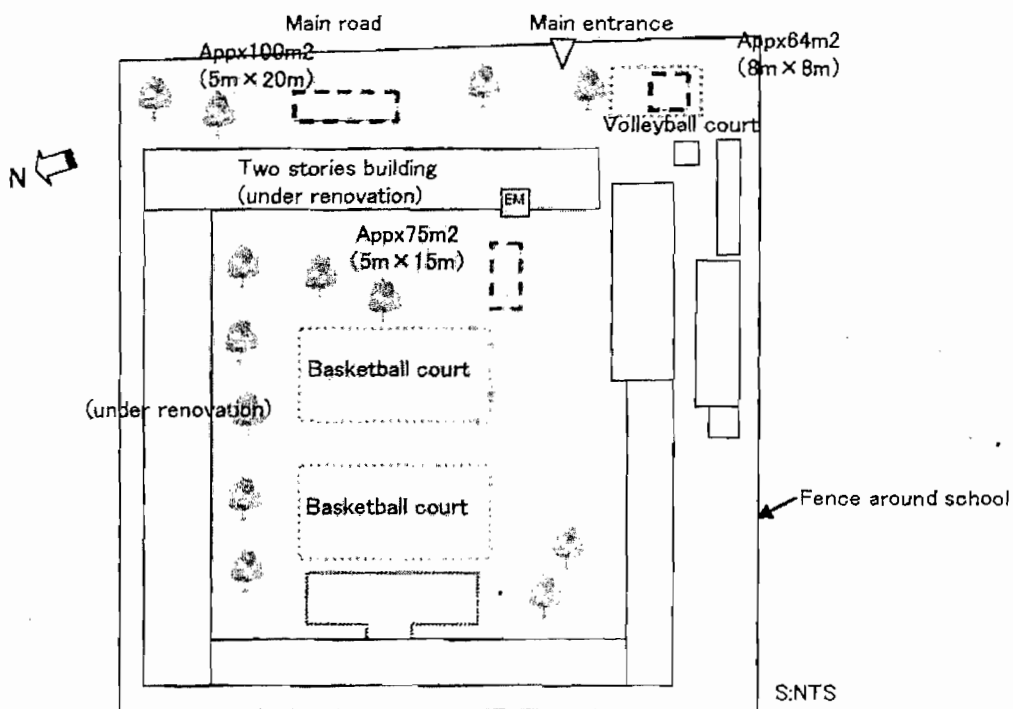 Main road
Main entrance
Appx100m2
(5m×20m)
Appx64m2
(8m×8m)
Volleyball court
N
Two stories building
(under renovation)
EM
Appx75m2
(5m×15m)
Basketball court
(under renovation)
Basketball court
Fence around school
S:NTS